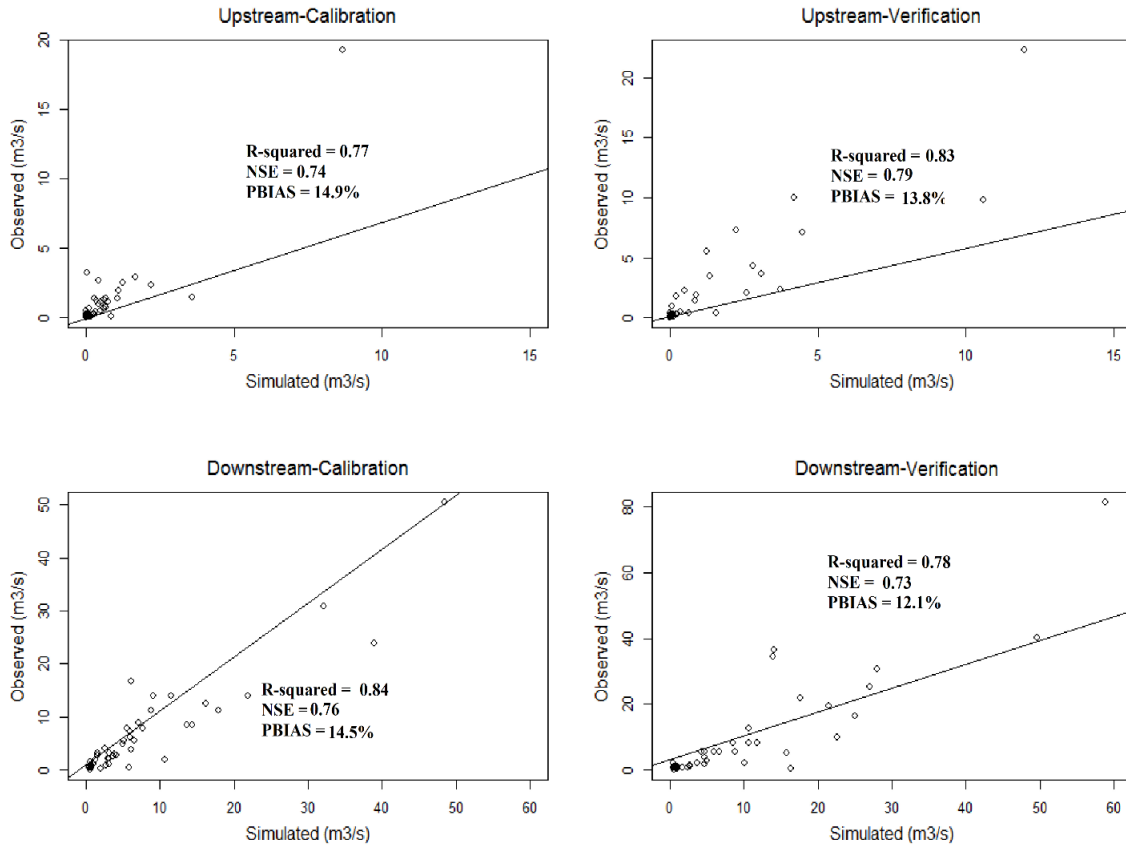 Upstream-Calibration
Observed (m3/s)
20
15
10
5
0
R-squared = 0.77
NSE = 0.74
PBIAS = 14.9%
0 5 10 15
Simulated (m3/s)
Upstream-Verification
Observed (m3/s)
20
15
10
5
0
R-squared = 0.83
NSE = 0.79
PBIAS = 13.8%
0 5 10 15
Simulated (m3/s)
Downstream-Calibration
Observed (m3/s)
50
40
30
20
10
0
R-squared = 0.84
NSE = 0.76
PBIAS = 14.5%
0 10 20 30 40 50 60
Simulated (m3/s)
Downstream-Verification
Observed (m3/s)
80
60
40
20
0
R-squared = 0.78
NSE = 0.73
PBIAS = 12.1%
0 10 20 30 40 50 60
Simulated (m3/s)